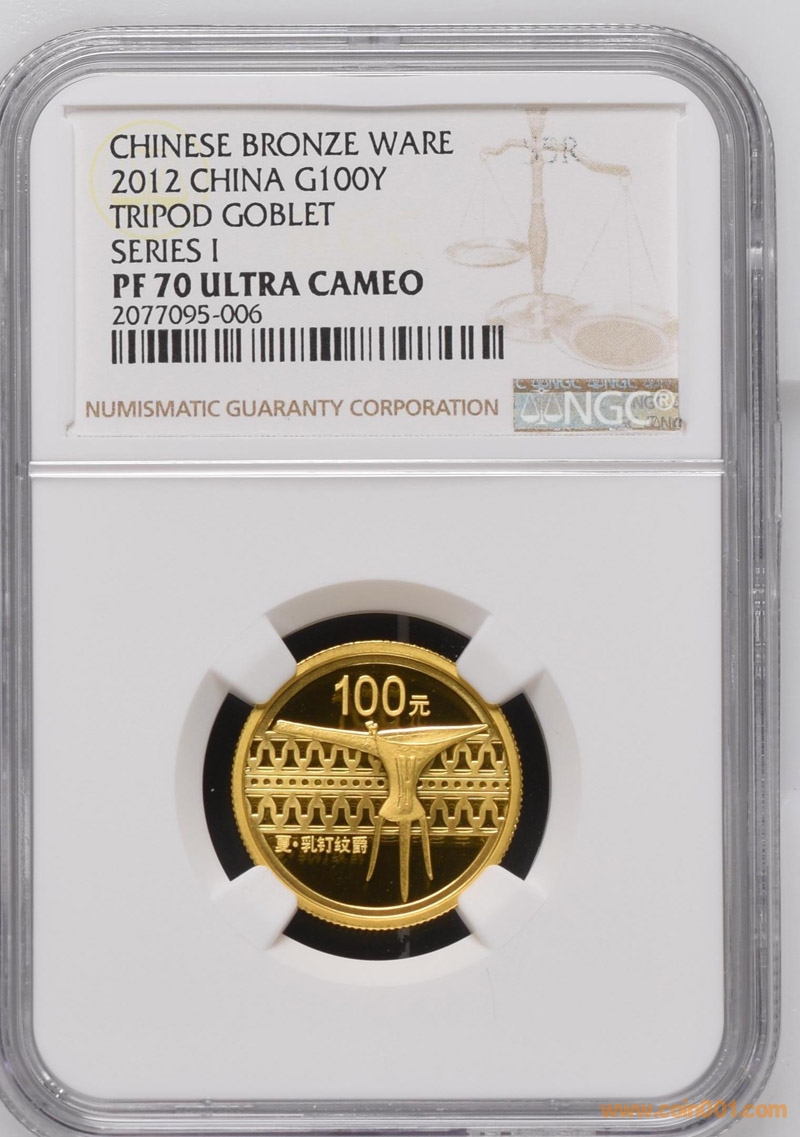 CHINESE BRONZE WARE
2012 CHINA G100Y
TRIPOD GOBLET
SERIES I
PF 70 ULTRA CAMEO
2077095-006
NUMISMATIC GUARANTY CORPORATION
NGC®
100元
夏·乳钉纹爵
www.coin001.com